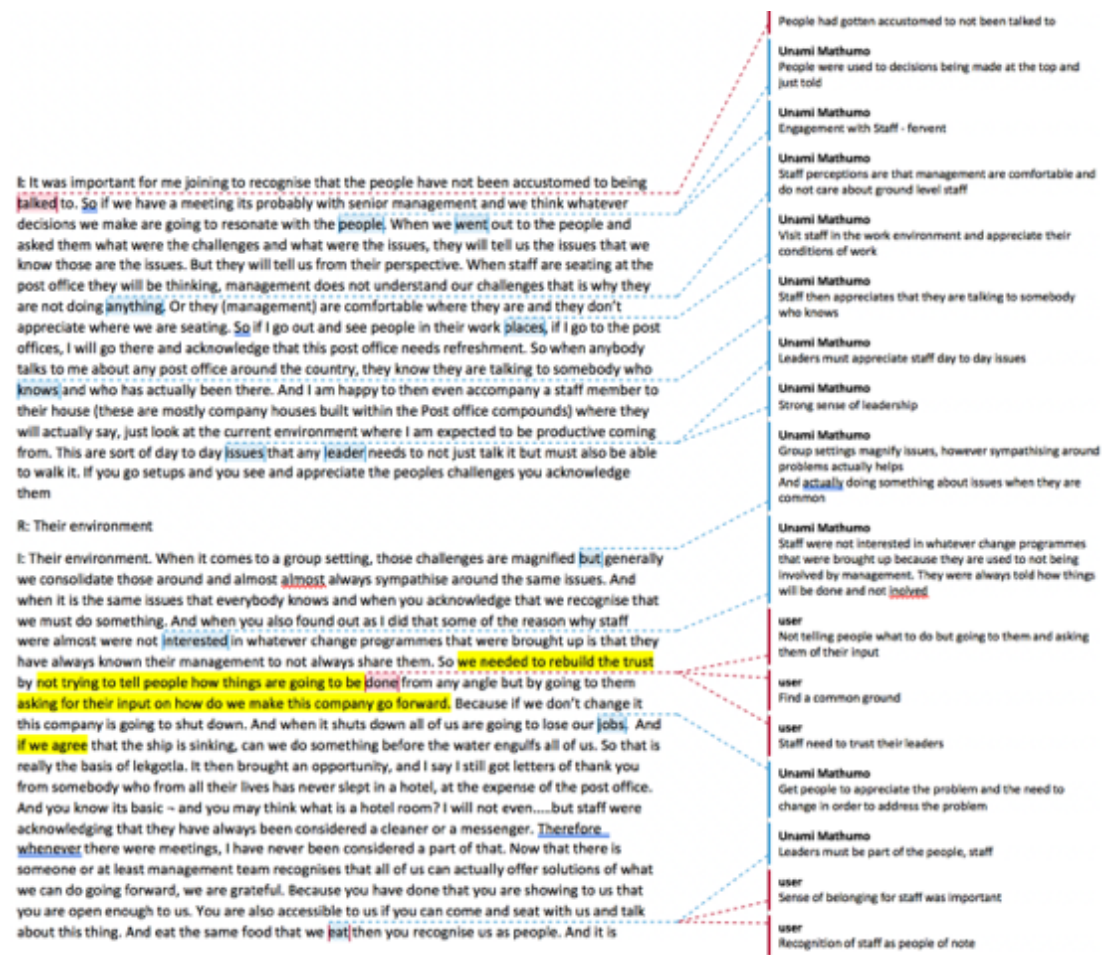 I: It was important for me joining to recognise that the people have not been accustomed to being
talked to. So if we have a meeting its probably with senior management and we think whatever
decisions we make are going to resonate with the people. When we went out to the people and
asked them what were the challenges and what were the issues, they will tell us the issues that we
know those are the issues. But they will tell us from their perspective. When staff are seating at the
post office they will be thinking, management does not understand our challenges that is why they
are not doing anything. Or they (management) are comfortable where they are and they don't
appreciate where we are seating. So if I go out and see people in their work places, if I go to the post
offices, I will go there and acknowledge that this post office needs refreshment. So when anybody
talks to me about any post office around the country, they know they are talking to somebody who
knows and who has actually been there. And I am happy to then even accompany a staff member to
their house (these are mostly company houses built within the Post office compounds) where they
will actually say, just look at the current environment where I am expected to be productive coming
from. This are sort of day to day issues that any leader needs to not just talk it but must also be able
to walk it. If you go setups and you see and appreciate the peoples challenges you acknowledge
them
R: Their environment
I: Their environment. When it comes to a group setting, those challenges are magnified but generally
we consolidate those around and almost almost always sympathise around the same issues. And
when it is the same issues that everybody knows and when you acknowledge that we recognise that
we must do something. And when you also found out as I did that some of the reason why staff
were almost were not interested in whatever change programmes that were brought up is that they
have always known their management to not always share them. So we needed to rebuild the trust
by not trying to tell people how things are going to be done from any angle but by going to them
asking for their input on how do we make this company go forward. Because if we don't change it
this company is going to shut down. And when it shuts down all of us are going to lose our jobs. And
if we agree that the ship is sinking, can we do something before the water engulfs all of us. So that is
really the basis of lekgotla. It then brought an opportunity, and I say I still got letters of thank you
from somebody who from all their lives has never slept in a hotel, at the expense of the post office.
And you know its basic – and you may think what is a hotel room? I will not even....but staff were
acknowledging that they have always been considered a cleaner or a messenger. Therefore
whenever there were meetings, I have never been considered a part of that. Now that there is
someone or at least management team recognises that all of us can actually offer solutions of what
we can do going forward, we are grateful. Because you have done that you are showing to us that
you are open enough to us. You are also accessible to us if you can come and seat with us and talk
about this thing. And eat the same food that we eat then you recognise us as people. And it is
People had gotten accustomed to not been talked to
Unami Mathumo
People were used to decisions being made at the top and
just told
Unami Mathumo
Engagement with Staff - fervent
Unami Mathumo
Staff perceptions are that management are comfortable and
do not care about ground level staff
Unami Mathumo
Visit staff in the work environment and appreciate their
conditions of work
Unami Mathumo
Staff then appreciates that they are talking to somebody
who knows
Unami Mathumo
Leaders must appreciate staff day to day issues
Unami Mathumo
Strong sense of leadership
Unami Mathumo
Group settings magnify issues, however sympathising around
problems actually helps
And actually doing something about issues when they are
common
Unami Mathumo
Staff were not interested in whatever change programmes
that were brought up because they are used to not being
involved by management. They were always told how things
will be done and not inolved
user
Not telling people what to do but going to them and asking
them of their input
user
Find a common ground
user
Staff need to trust their leaders
Unami Mathumo
Get people to appreciate the problem and the need to
change in order to address the problem
Unami Mathumo
Leaders must be part of the people, staff
user
Sense of belonging for staff was important
user
Recognition of staff as people of note